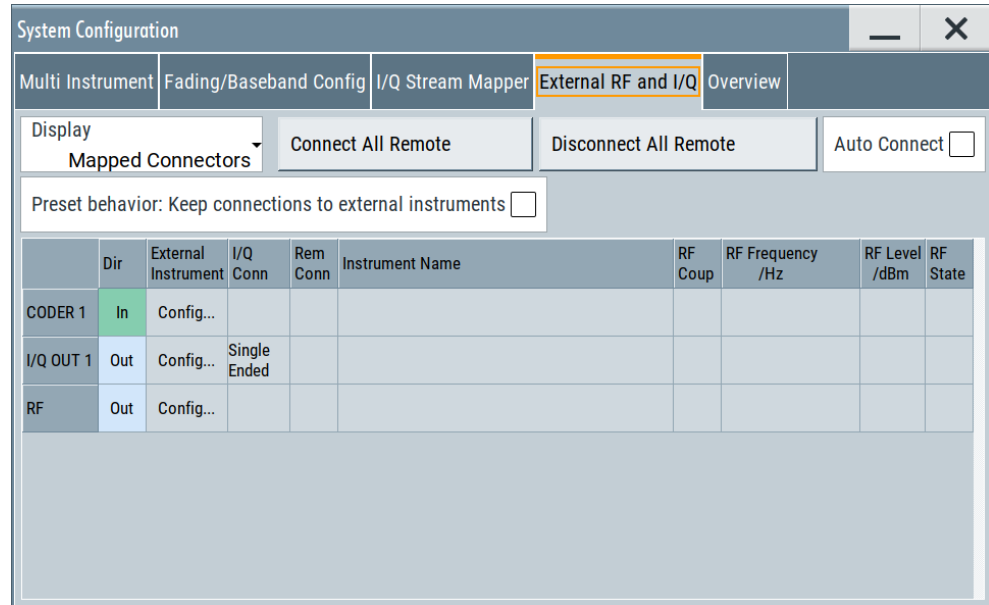 System Configuration
Multi Instrument Fading/Baseband Config I/Q Stream Mapper External RF and I/Q Overview
Display
Mapped Connectors
Connect All Remote
Disconnect All Remote
Auto Connect
Preset behavior: Keep connections to external instruments
Dir External Instrument I/Q Conn Rem Conn Instrument Name RF Coup RF Frequency /Hz RF Level /dBm RF State
CODER 1 In Config...
I/Q OUT 1 Out Config... Single Ended
RF Out Config...